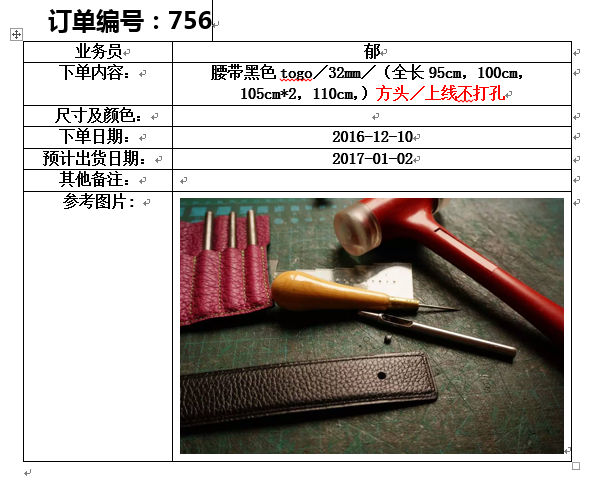 订单编号：756
业务员 郁
下单内容： 腰带黑色 togo／32mm／（全长 95cm，100cm，
105cm*2，110cm，）方头／上线不打孔
尺寸及颜色：
下单日期： 2016-12-10
预计出货日期： 2017-01-02
其他备注：
参考图片：